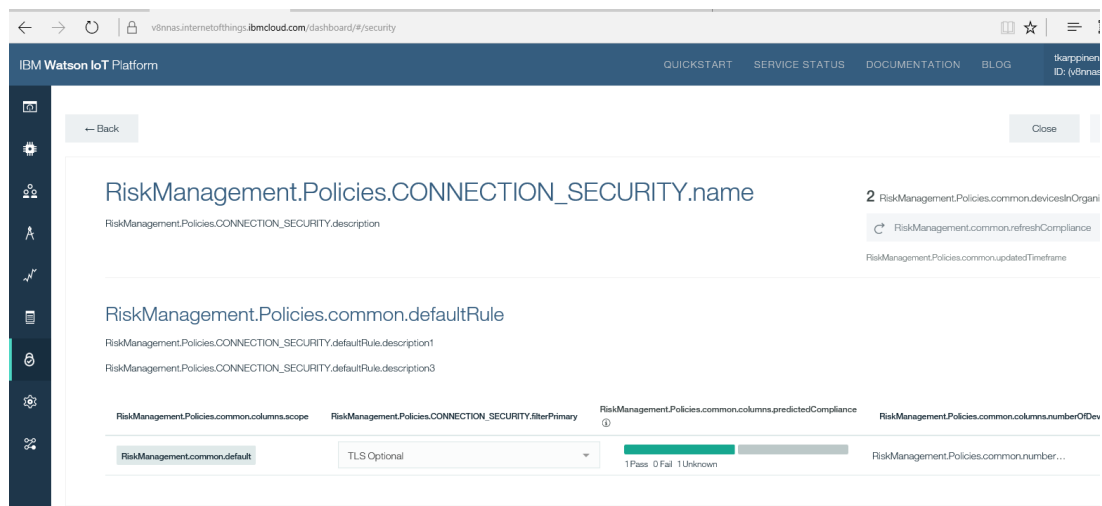 v8nnas.internetofthings.ibmcloud.com/dashboard/#/security
IBM Watson IoT Platform QUICKSTART SERVICE STATUS DOCUMENTATION BLOG tkarppinen
ID: (v8nnas
← Back Close
RiskManagement.Policies.CONNECTION_SECURITY.name
RiskManagement.Policies.CONNECTION_SECURITY.description
2 RiskManagement.Policies.common.devicesInOrgani
RiskManagement.common.refreshCompliance
RiskManagement.Policies.common.updatedTimeframe
RiskManagement.Policies.common.defaultRule
RiskManagement.Policies.CONNECTION_SECURITY.defaultRule.description1
RiskManagement.Policies.CONNECTION_SECURITY.defaultRule.description3
RiskManagement.Policies.common.columns.scope RiskManagement.Policies.CONNECTION_SECURITY.filterPrimary RiskManagement.Policies.common.columns.predictedCompliance RiskManagement.Policies.common.columns.numberOfDev
RiskManagement.common.default TLS Optional RiskManagement.Policies.common.number...
1 Pass 0 Fail 1 Unknown